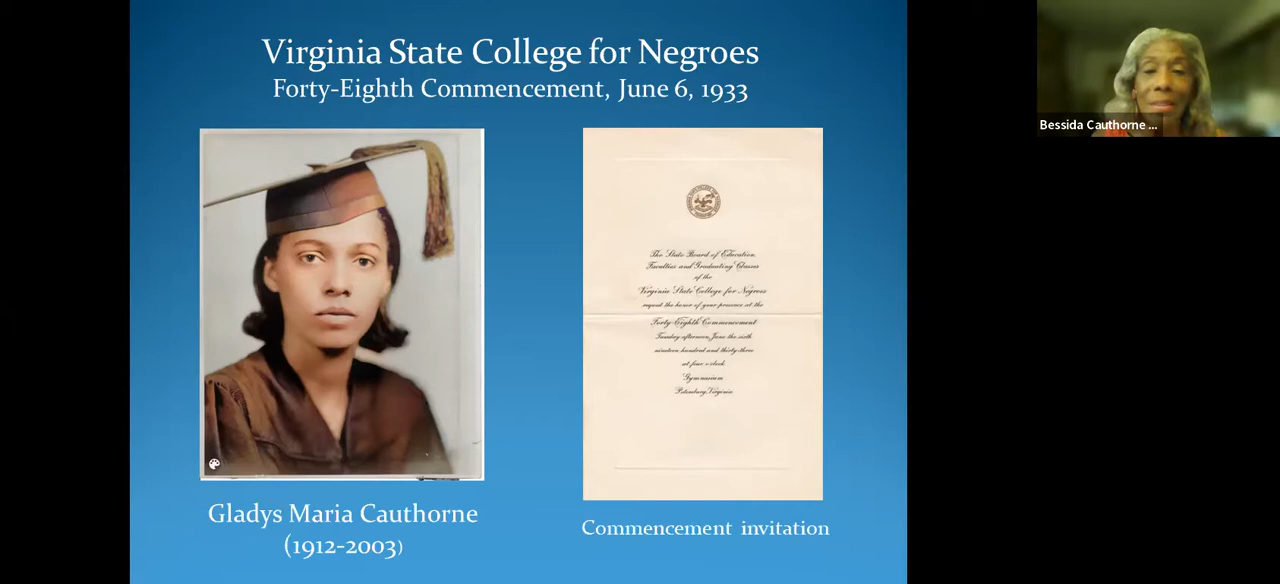 Virginia State College for Negroes
Forty-Eighth Commencement, June 6, 1933
Bessida Cauthorne ...
The State Board of Education,
Faculties and Graduating Classes
of the
Virginia State College for Negroes
request the honor of your presence at the
Forty-Eighth Commencement
Tuesday afternoon, June the sixth
nineteen hundred and thirty-three
at four o'clock
Gymnasium
Petersburg, Virginia
Gladys Maria Cauthorne
(1912-2003)
Commencement invitation